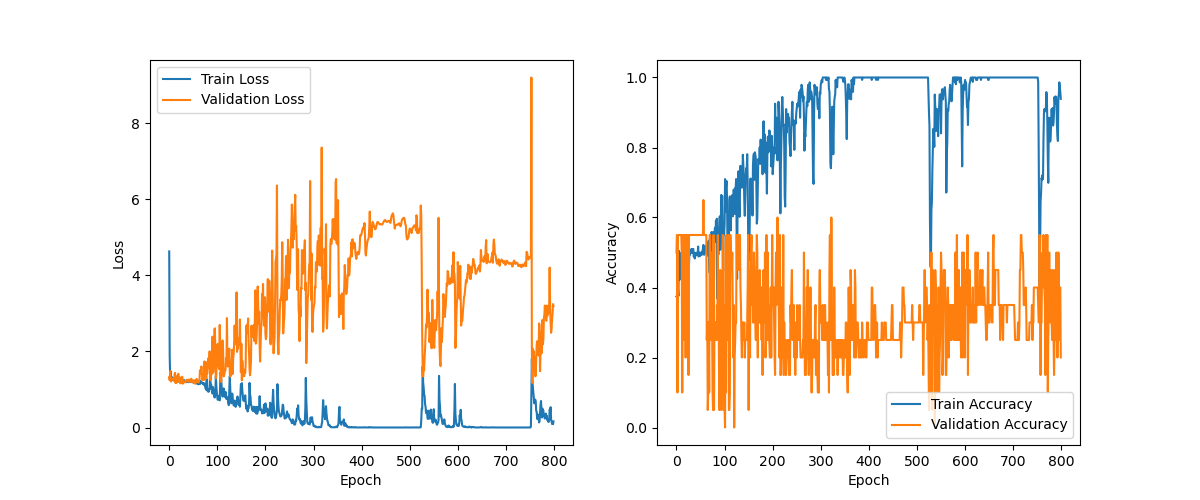 Train Loss
Validation Loss
8
6
4
2
0
Loss
0 100 200 300 400 500 600 700 800
Epoch
1.0
0.8
0.6
0.4
0.2
0.0
Accuracy
Train Accuracy
Validation Accuracy
0 100 200 300 400 500 600 700 800
Epoch